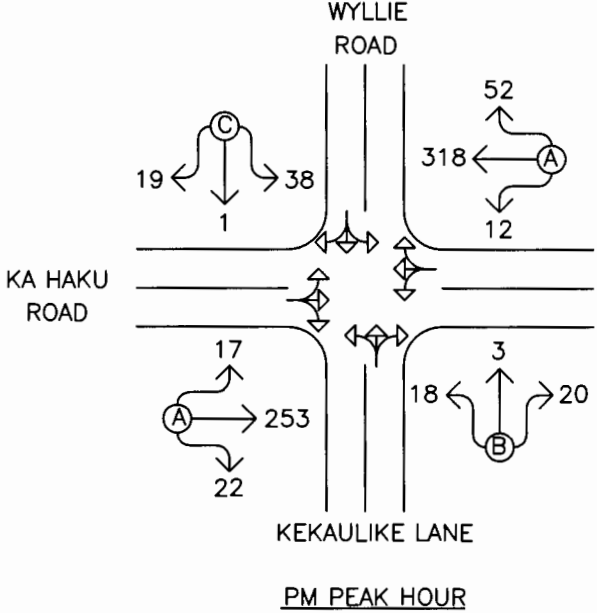 WYLLIE
ROAD
52
C
318
A
19
38
1
12
KA HAKU
ROAD
17
3
18
20
A
253
B
22
KEKAULIKE LANE
PM PEAK HOUR